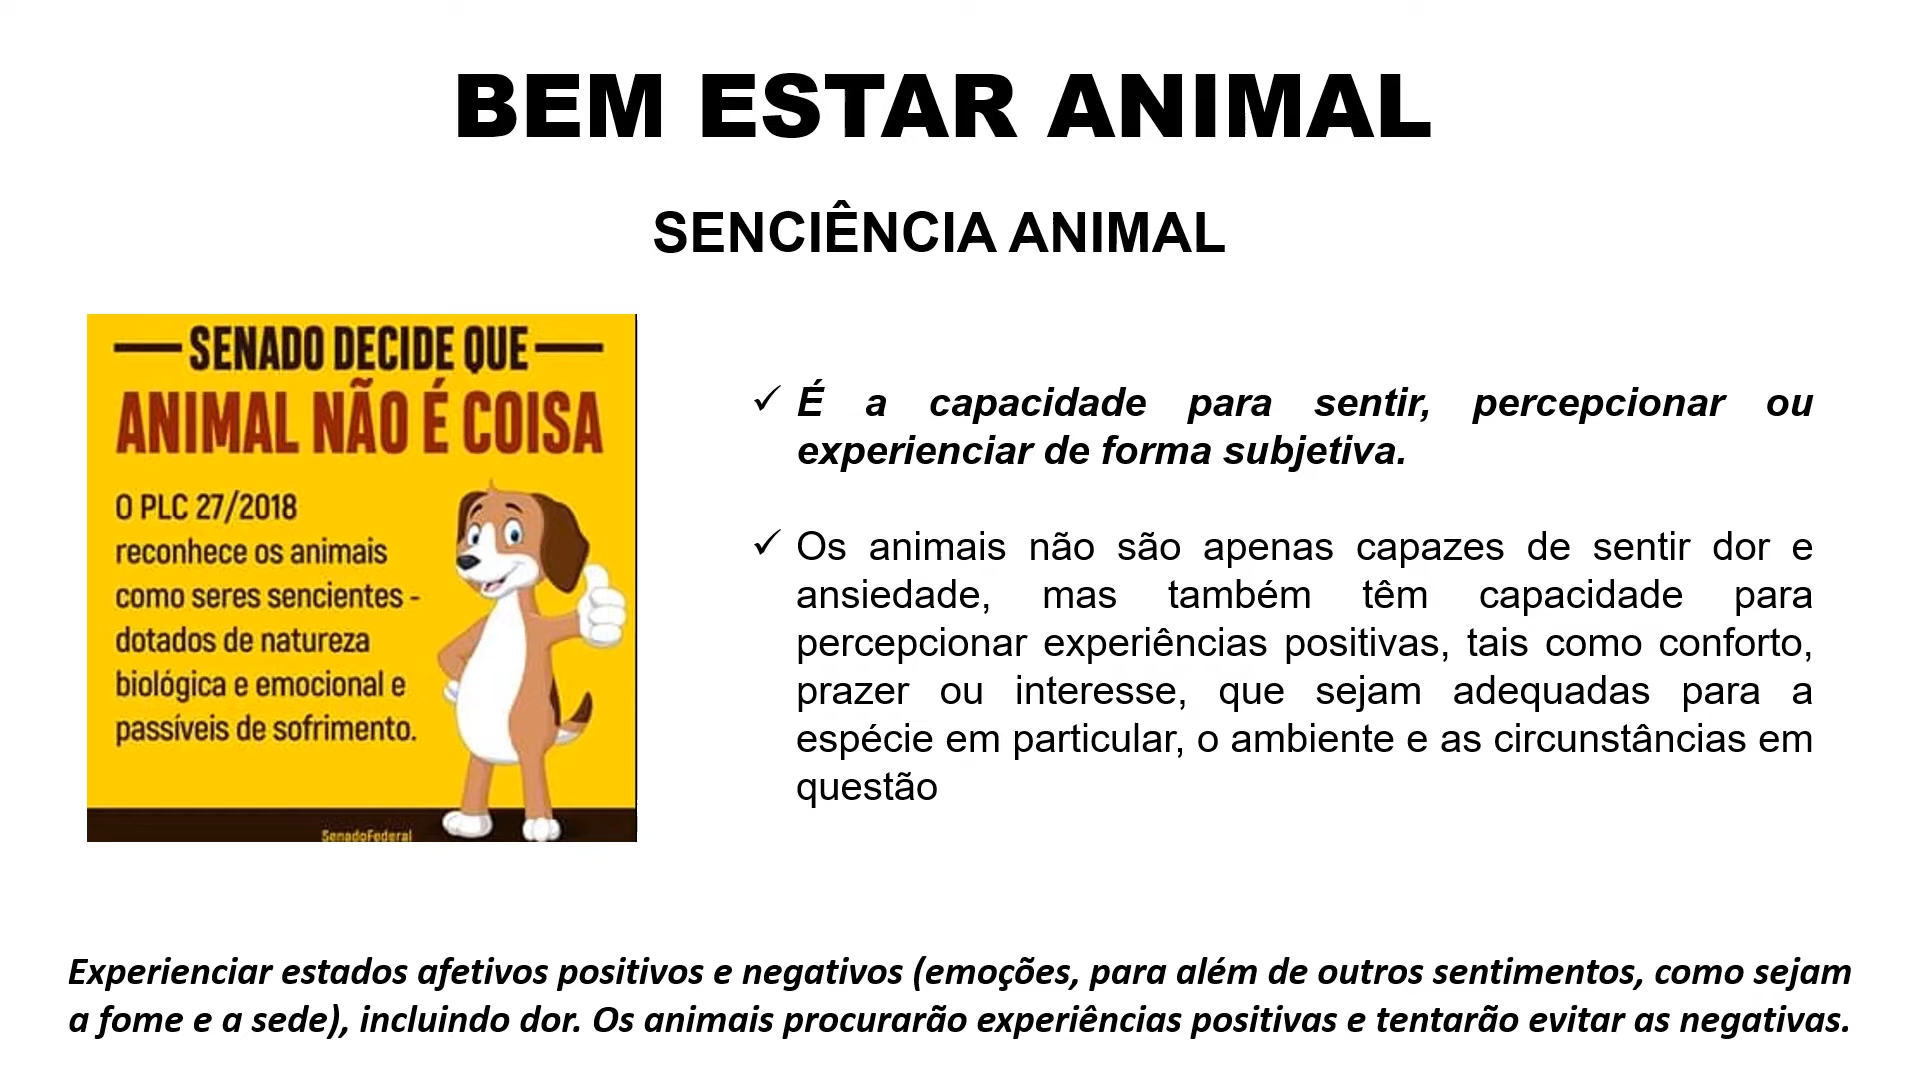 BEM ESTAR ANIMAL
SENCIÊNCIA ANIMAL
SENADO DECIDE QUE
ANIMAL NÃO É COISA
O PLC 27/2018
reconhece os animais
como seres sencientes -
dotados de natureza
biológica e emocional e
passíveis de sofrimento.
SenadoFederal
✓ É a capacidade para sentir, percepcionar ou
experienciar de forma subjetiva.
✓ Os animais não são apenas capazes de sentir dor e
ansiedade, mas também têm capacidade para
percepcionar experiências positivas, tais como conforto,
prazer ou interesse, que sejam adequadas para a
espécie em particular, o ambiente e as circunstâncias em
questão
Experienciar estados afetivos positivos e negativos (emoções, para além de outros sentimentos, como sejam
a fome e a sede), incluindo dor. Os animais procurarão experiências positivas e tentarão evitar as negativas.